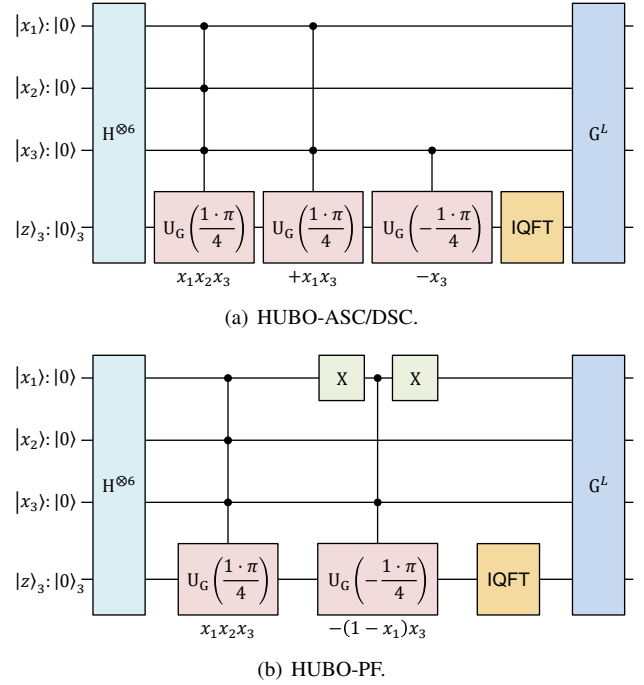 |x₁⟩:|0⟩
|x₂⟩:|0⟩
|x₃⟩:|0⟩
|z⟩₃:|0⟩₃
H^⊗6
U_G(1·π/4)
U_G(1·π/4)
U_G(−1·π/4)
IQFT
G^L
x₁x₂x₃
+x₁x₃
−x₃
(a) HUBO-ASC/DSC.
|x₁⟩:|0⟩
|x₂⟩:|0⟩
|x₃⟩:|0⟩
|z⟩₃:|0⟩₃
H^⊗6
X
X
U_G(1·π/4)
U_G(−1·π/4)
IQFT
G^L
x₁x₂x₃
−(1 − x₁)x₃
(b) HUBO-PF.